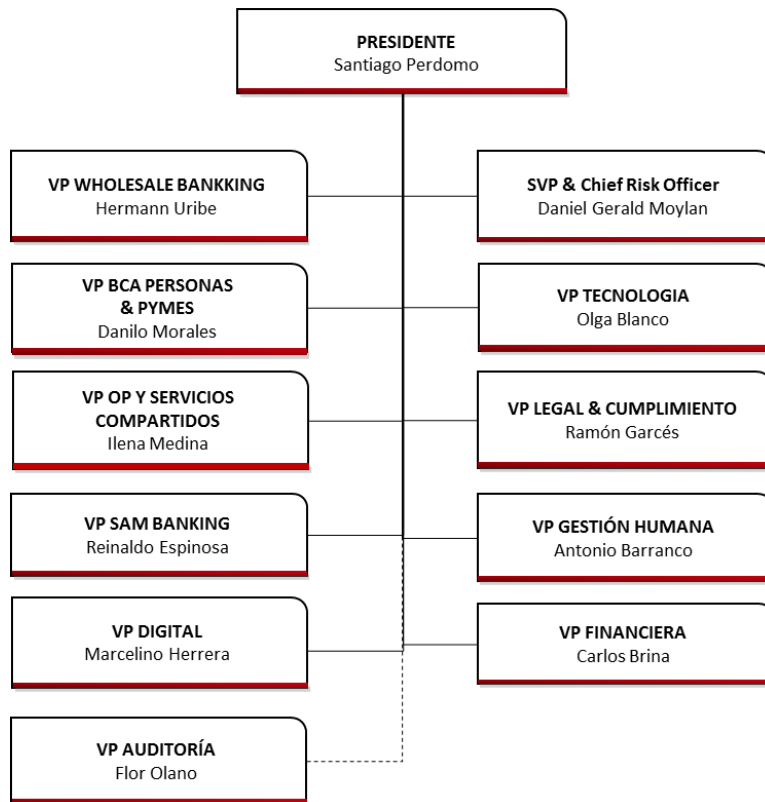 PRESIDENTE
Santiago Perdomo
VP WHOLESALE BANKKING
Hermann Uribe
SVP & Chief Risk Officer
Daniel Gerald Moylan
VP BCA PERSONAS
& PYMES
Danilo Morales
VP TECNOLOGIA
Olga Blanco
VP OP Y SERVICIOS
COMPARTIDOS
Ilena Medina
VP LEGAL & CUMPLIMIENTO
Ramón Garcés
VP SAM BANKING
Reinaldo Espinosa
VP GESTIÓN HUMANA
Antonio Barranco
VP DIGITAL
Marcelino Herrera
VP FINANCIERA
Carlos Brina
VP AUDITORÍA
Flor Olano